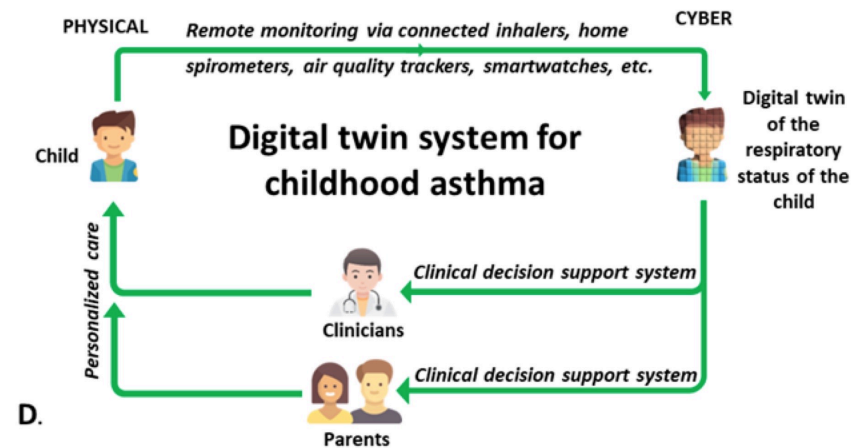 PHYSICAL
CYBER
Remote monitoring via connected inhalers, home
spirometers, air quality trackers, smartwatches, etc.
Child
Digital twin system for
childhood asthma
Digital twin
of the
respiratory
status of the
child
Personalized care
Clinical decision support system
Clinicians
Clinical decision support system
Parents
D.